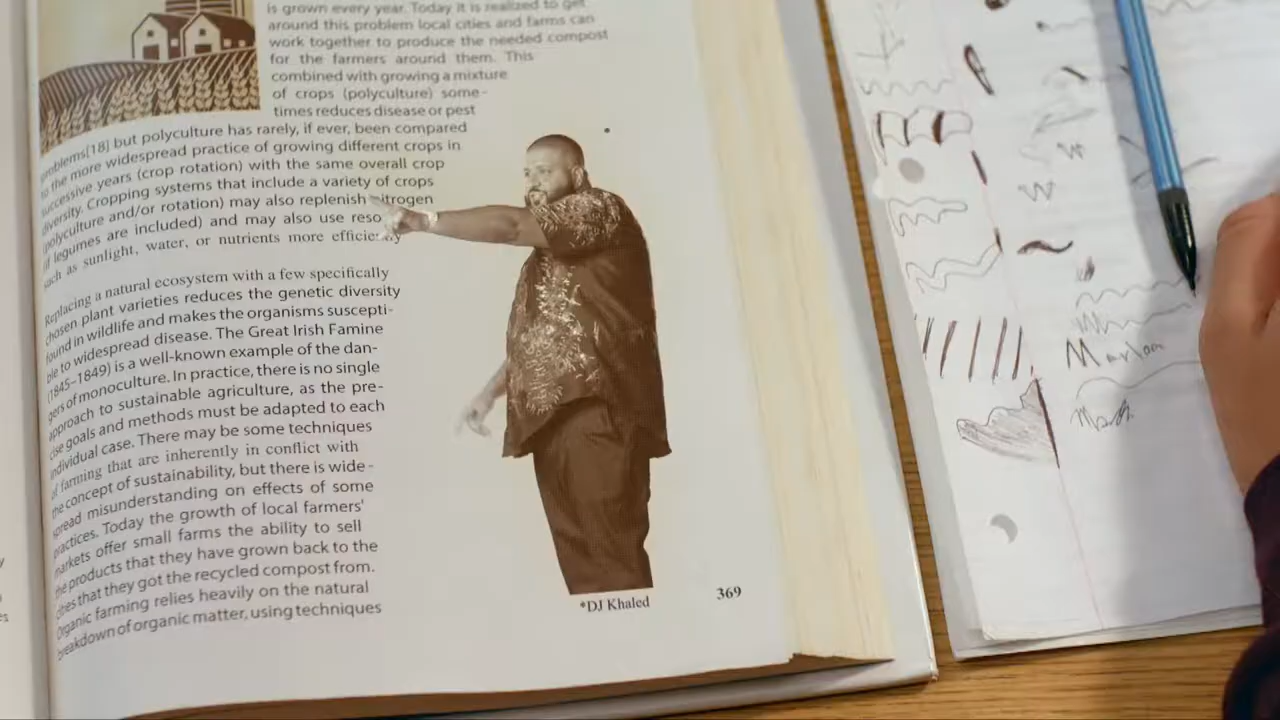 is grown every year. Today it is realized to get
around this problem local cities and farms can
work together to produce the needed compost
for the farmers around them. This
combined with growing a mixture
of crops (polyculture) some-
times reduces disease or pest
problems[18] but polyculture has rarely, if ever, been compared
to the more widespread practice of growing different crops in
successive years (crop rotation) with the same overall crop
diversity. Cropping systems that include a variety of crops
(polyculture and/or rotation) may also replenish nitrogen
(if legumes are included) and may also use reso
such as sunlight, water, or nutrients more
Replacing a natural ecosystem with a few specifically
chosen plant varieties reduces the genetic diversity
found in wildlife and makes the organisms suscepti-
ble to widespread disease. The Great Irish Famine
(1845–1849) is a well-known example of the dan-
gers of monoculture. In practice, there is no single
approach to sustainable agriculture, as the pre-
cise goals and methods must be adapted to each
individual case. There may be some techniques
of farming that are inherently in conflict with
the concept of sustainability, but there is wide-
spread misunderstanding on effects of some
practices. Today the growth of local farmers'
markets offer small farms the ability to sell
the products that they have grown back to the
cities that they got the recycled compost from.
Organic farming relies heavily on the natural
breakdown of organic matter, using techniques
*DJ Khaled
369